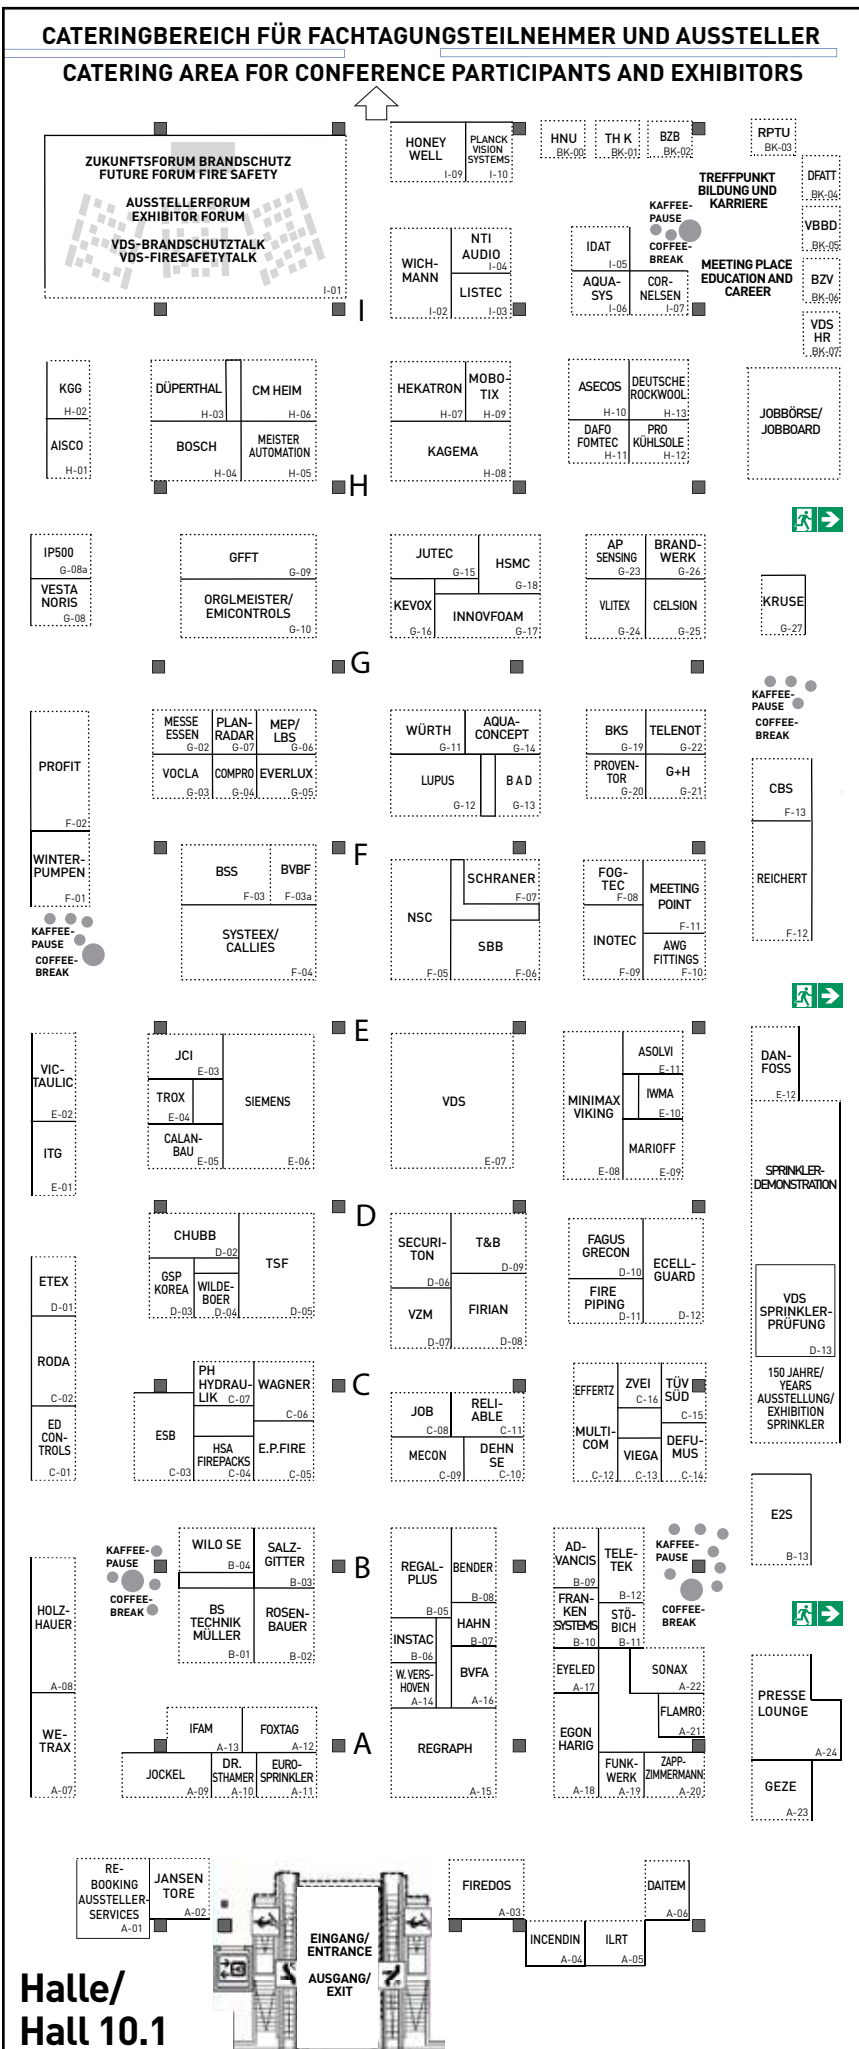 CATERINGBEREICH FÜR FACHTAGUNGSTEILNEHMER UND AUSSTELLER
CATERING AREA FOR CONFERENCE PARTICIPANTS AND EXHIBITORS
ZUKUNFTSFORUM BRANDSCHUTZ
FUTURE FORUM FIRE SAFETY
AUSSTELLERFORUM
EXHIBITOR FORUM
VDS-BRANDSCHUTZTALK
VDS-FIRESAFETYTALK
I-01
HONEY
WELL
I-09
PLANCK
VISION
SYSTEMS
I-10
HNU
BK-00
TH K
BK-01
BZB
BK-02
RPTU
BK-03
TREFFPUNKT
BILDUNG UND
KARRIERE
DFATT
BK-04
KAFFEE-
PAUSE
COFFEE-
BREAK
VBBD
BK-05
MEETING PLACE
EDUCATION AND
CAREER
BZV
BK-06
VDS
HR
BK-07
WICH-
MANN
I-02
NTI
AUDIO
I-04
LISTEC
I-03
IDAT
I-05
AQUA-
SYS
I-06
COR-
NELSEN
I-07
I
KGG
H-02
AISCO
H-01
DÜPERTHAL
H-03
CM HEIM
H-06
BOSCH
H-04
MEISTER
AUTOMATION
H-05
HEKATRON
H-07
MOBO-
TIX
H-09
KAGEMA
H-08
ASECOS
H-10
DEUTSCHE
ROCKWOOL
H-13
DAFO
FOMTEC
H-11
PRO
KÜHLSOLE
H-12
JOBBÖRSE/
JOBBOARD
H
IP500
G-08a
VESTA
NORIS
G-08
GFFT
G-09
ORGLMEISTER/
EMICONTROLS
G-10
JUTEC
G-15
HSMC
G-18
KEVOX
G-16
INNOVFOAM
G-17
AP
SENSING
G-23
BRAND-
WERK
G-26
VLITEX
G-24
CELSION
G-25
KRUSE
G-27
G
KAFFEE-
PAUSE
COFFEE-
BREAK
PROFIT
F-02
WINTER-
PUMPEN
F-01
MESSE
ESSEN
G-02
PLAN-
RADAR
G-07
MEP/
LBS
G-06
VOCLA
G-03
COMPRO
G-04
EVERLUX
G-05
WÜRTH
G-11
AQUA-
CONCEPT
G-14
LUPUS
G-12
B A D
G-13
BKS
G-19
TELENOT
G-22
PROVEN-
TOR
G-20
G+H
G-21
CBS
F-13
REICHERT
F-12
F
KAFFEE-
PAUSE
COFFEE-
BREAK
BSS
F-03
BVBF
F-03a
SYSTEEX/
CALLIES
F-04
NSC
F-05
SCHRANER
F-07
SBB
F-06
FOG-
TEC
F-08
MEETING
POINT
F-11
INOTEC
F-09
AWG
FITTINGS
F-10
E
VIC-
TAULIC
E-02
ITG
E-01
JCI
E-03
TROX
E-04
CALAN-
BAU
E-05
SIEMENS
E-06
VDS
E-07
MINIMAX
VIKING
E-08
ASOLVI
E-11
IWMA
E-10
MARIOFF
E-09
DAN-
FOSS
E-12
SPRINKLER-
DEMONSTRATION
VDS
SPRINKLER-
PRÜFUNG
D-13
150 JAHRE/
YEARS
AUSSTELLUNG/
EXHIBITION
SPRINKLER
D
ETEX
D-01
RODA
C-02
ED
CON-
TROLS
C-01
CHUBB
D-02
GSP
KOREA
D-03
WILDE-
BOER
D-04
TSF
D-05
SECURI-
TON
D-06
T&B
D-09
VZM
D-07
FIRIAN
D-08
FAGUS
GRECON
D-10
FIRE
PIPING
D-11
ECELL-
GUARD
D-12
C
ESB
C-03
PH
HYDRAU-
LIK
C-07
WAGNER
C-06
HSA
FIREPACKS
C-04
E.P.FIRE
C-05
JOB
C-08
RELI-
ABLE
C-11
MECON
C-09
DEHN
SE
C-10
EFFERTZ
MULTI-
COM
C-12
ZVEI
C-16
TÜV
SÜD
C-15
VIEGA
C-13
DEFU-
MUS
C-14
E2S
B-13
B
HOLZ-
HAUER
A-08
WE-
TRAX
A-07
KAFFEE-
PAUSE
COFFEE-
BREAK
WILO SE
B-04
SALZ-
GITTER
B-03
BS
TECHNIK
MÜLLER
B-01
ROSEN-
BAUER
B-02
REGAL-
PLUS
B-05
BENDER
B-08
HAHN
B-07
INSTAC
B-06
W. VERS-
HOVEN
A-14
BVFA
A-16
REGRAPH
A-15
AD-
VANCIS
B-09
TELE-
TEK
B-12
FRAN-
KEN
SYSTEMS
B-10
STÖ-
BICH
B-11
KAFFEE-
PAUSE
COFFEE-
BREAK
EYELED
A-17
SONAX
A-22
FLAMRO
A-21
EGON
HARIG
A-18
FUNK-
WERK
A-19
ZAPP-
ZIMMERMANN
A-20
PRESSE
LOUNGE
A-24
GEZE
A-23
A
IFAM
A-13
FOXTAG
A-12
JOCKEL
A-09
DR.
STHAMER
A-10
EURO-
SPRINKLER
A-11
RE-
BOOKING
AUSSTELLER-
SERVICES
A-01
JANSEN
TORE
A-02
EINGANG/
ENTRANCE
AUSGANG/
EXIT
FIREDOS
A-03
INCENDIN
A-04
ILRT
A-05
DAITEM
A-06
Halle/
Hall 10.1